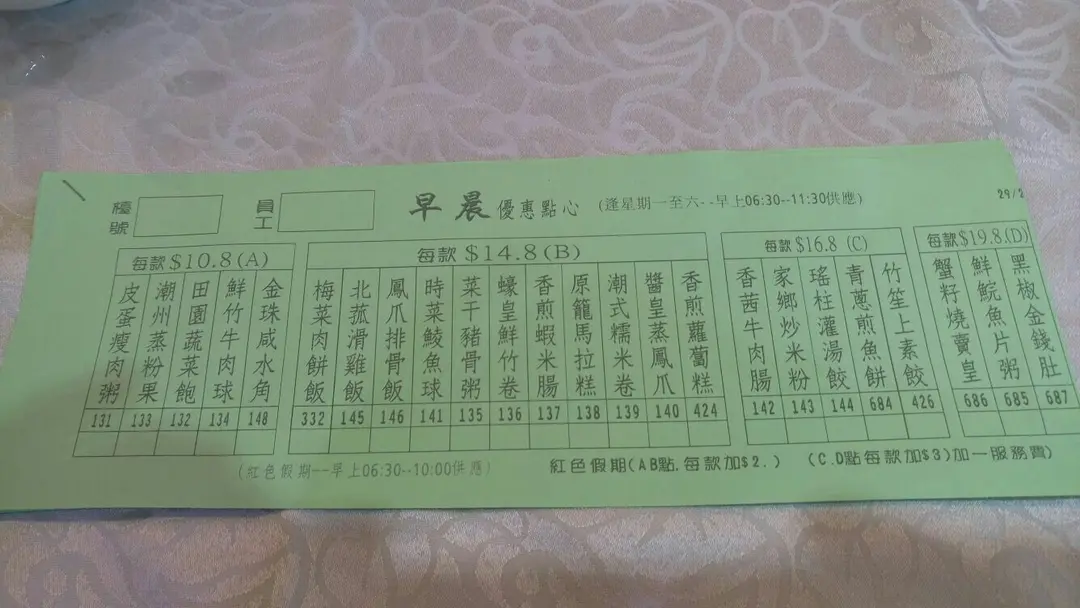 檯號
員工
早晨優惠點心 (逢星期一至六--早上06:30--11:30供應)
29/2
每款$10.8(A)
皮蛋瘦肉粥 131
潮州蒸粉果 133
田園蔬菜飽 132
鮮竹牛肉球 134
金珠咸水角 148
每款$14.8(B)
梅菜肉餅飯 332
北菰滑雞飯 145
鳳爪排骨飯 146
時菜鯪魚球 141
菜干豬骨粥 135
蠔皇鮮竹卷 136
香煎蝦米腸 137
原籠馬拉糕 138
潮式糯米卷 139
醬皇蒸鳳爪 140
香煎蘿蔔糕 424
每款$16.8 (C)
香茜牛肉腸 142
家鄉炒米粉 143
瑤柱灌湯餃 144
青蔥煎魚餅 684
竹笙上素餃 426
每款$19.8(D)
蟹籽燒賣皇 686
鮮鯇魚片粥 685
黑椒金錢肚 687
(紅色假期--早上06:30--10:00供應)
紅色假期(AB點.每款加$2.) (C.D點每款加$3)加一服務費)